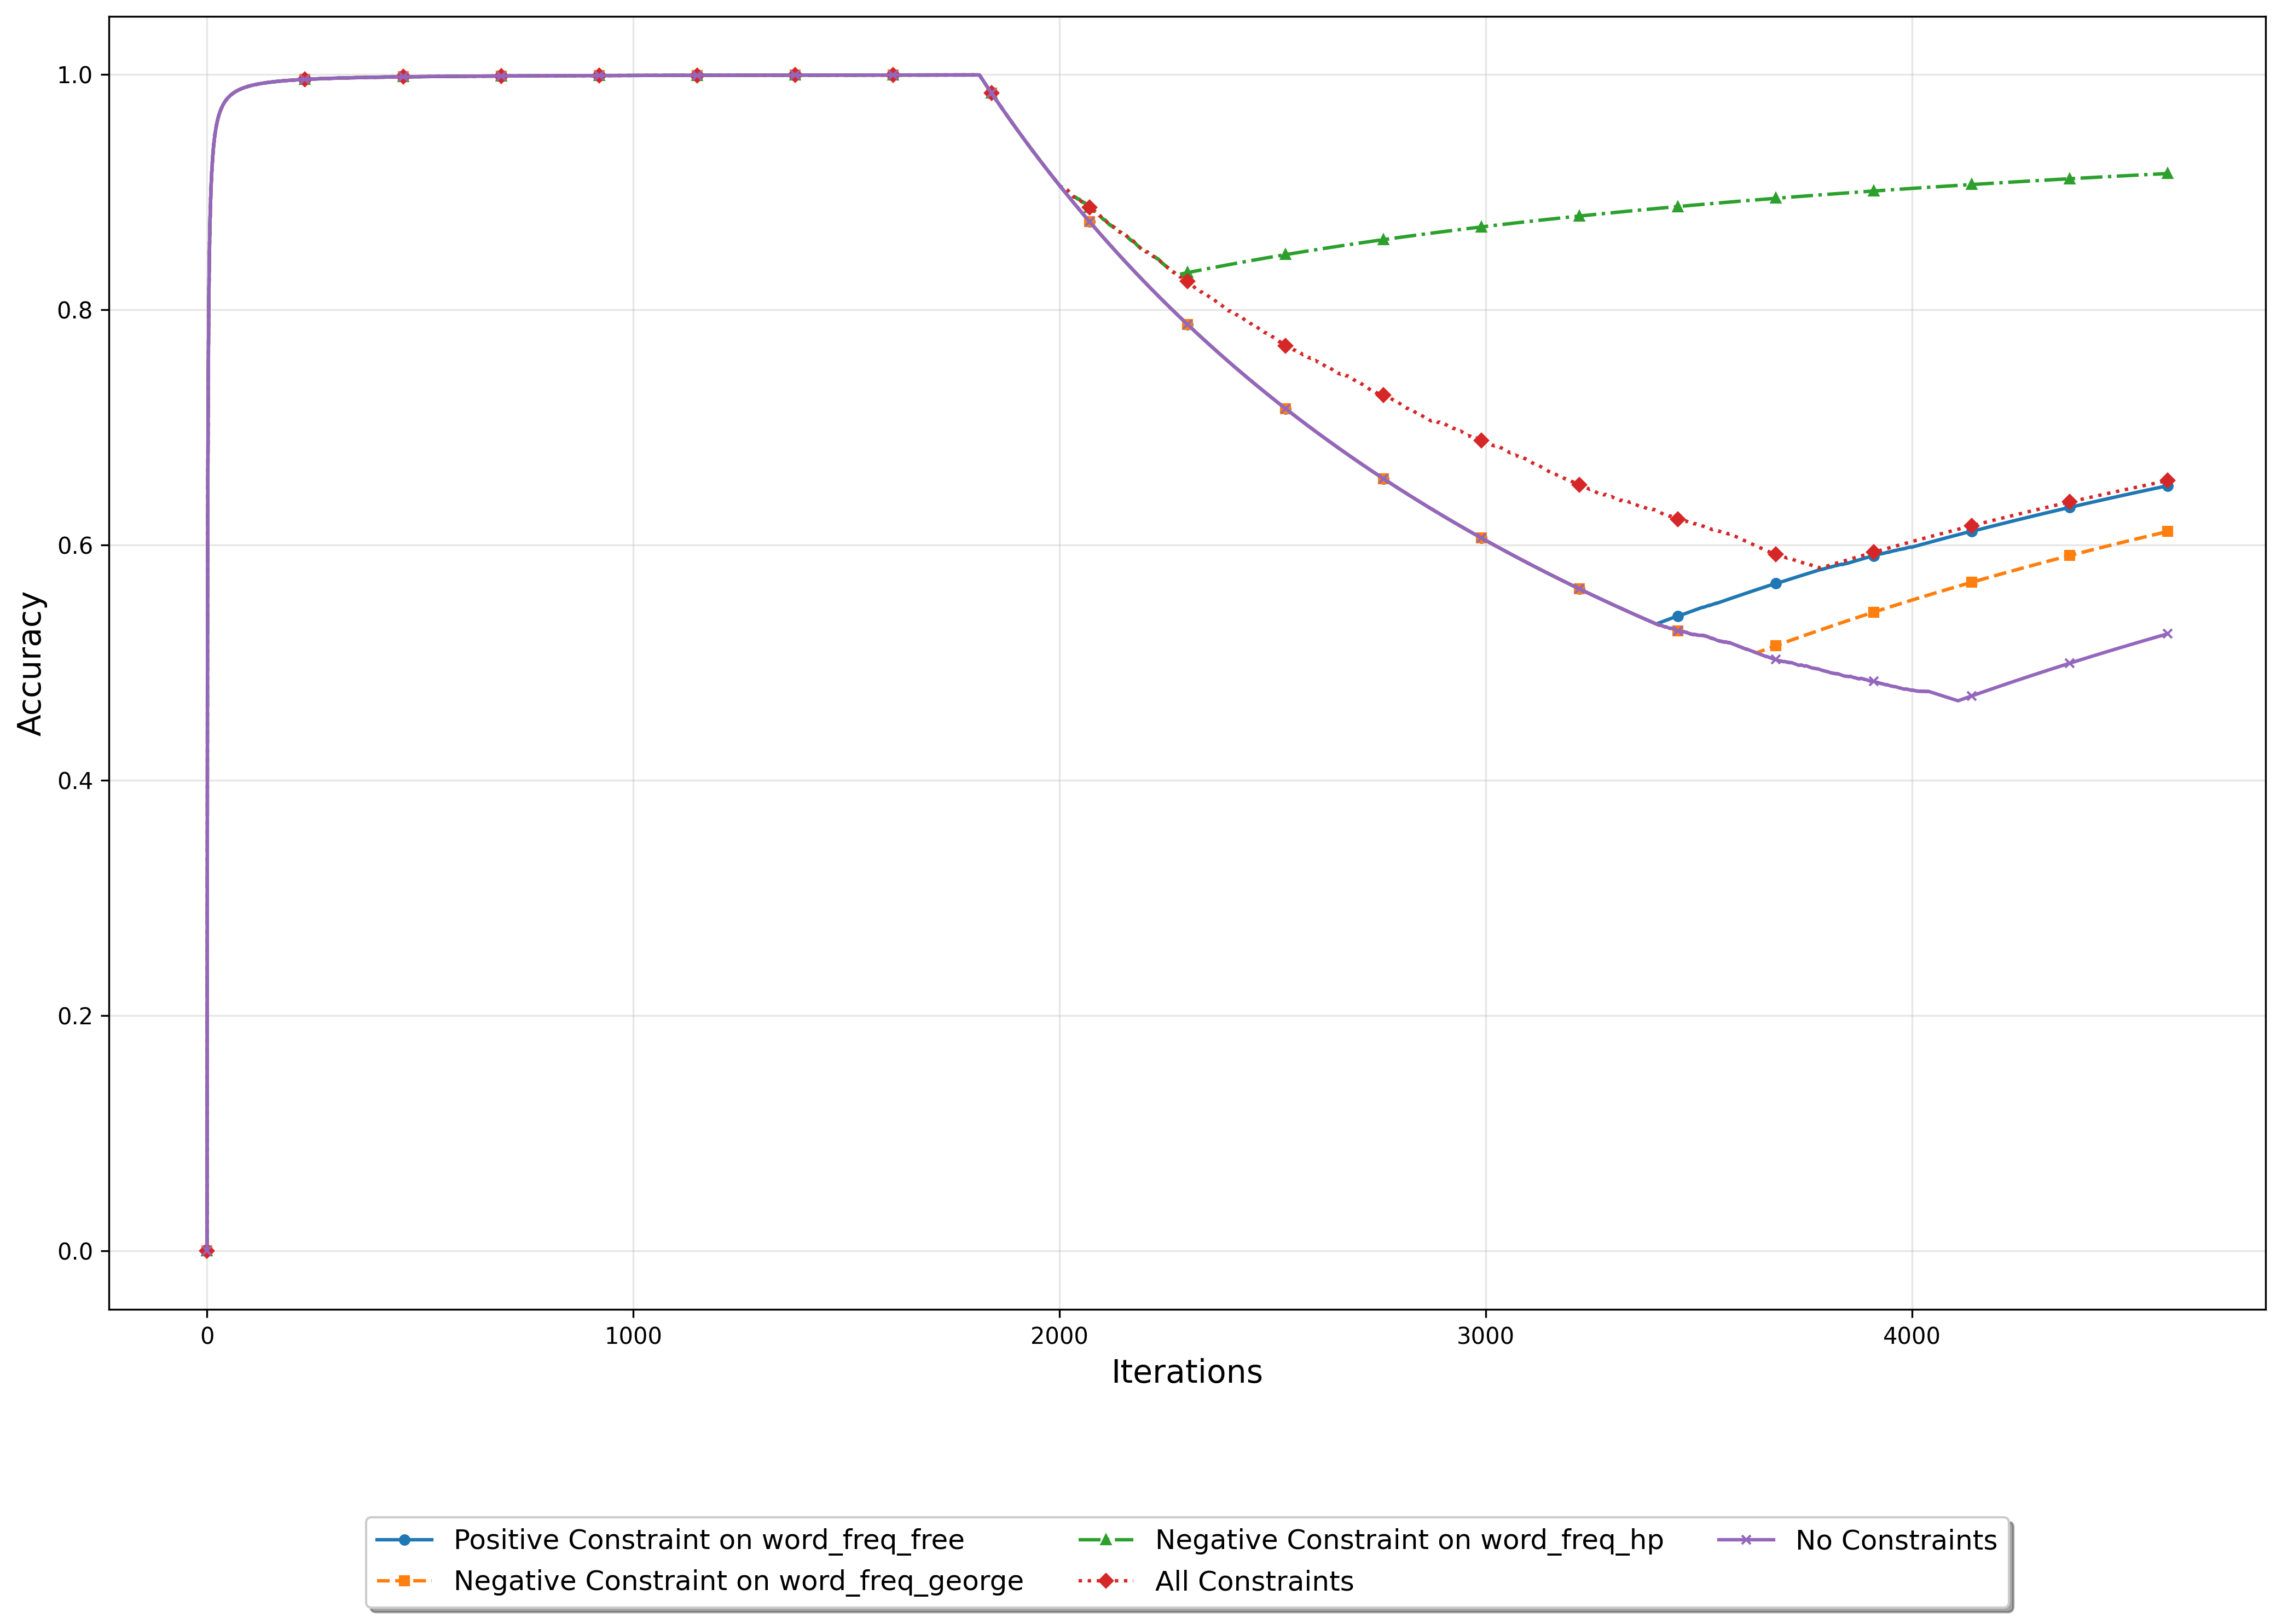 1.0
0.8
0.6
0.4
0.2
0.0
Accuracy
0 1000 2000 3000 4000
Iterations
Positive Constraint on word_freq_free
Negative Constraint on word_freq_george
Negative Constraint on word_freq_hp
All Constraints
No Constraints